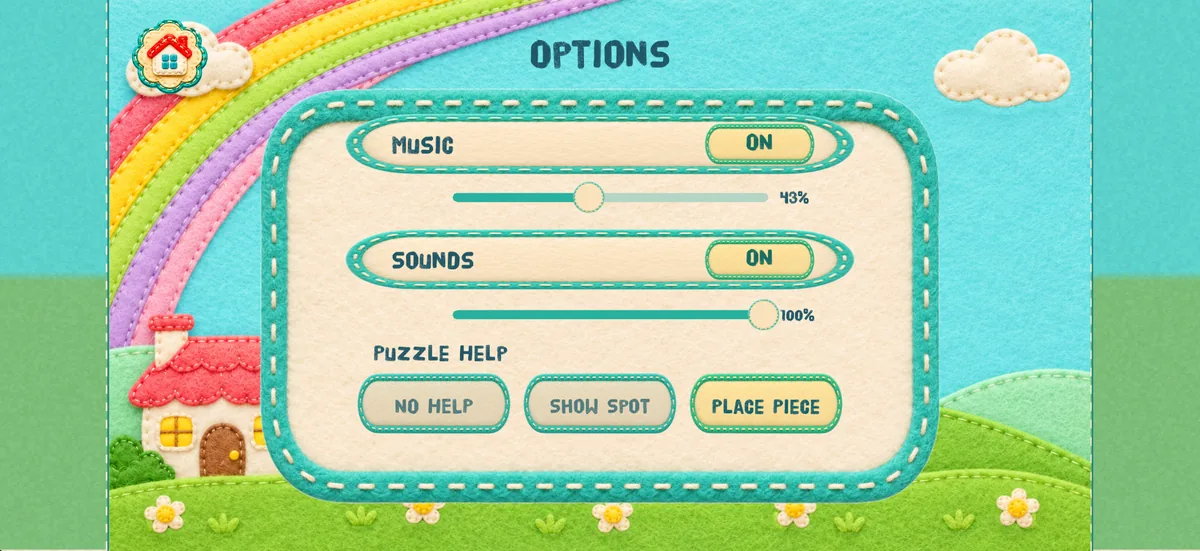 OPTIONS
MUSIC ON
43%
SOUNDS ON
100%
PUZZLE HELP
NO HELP SHOW SPOT PLACE PIECE